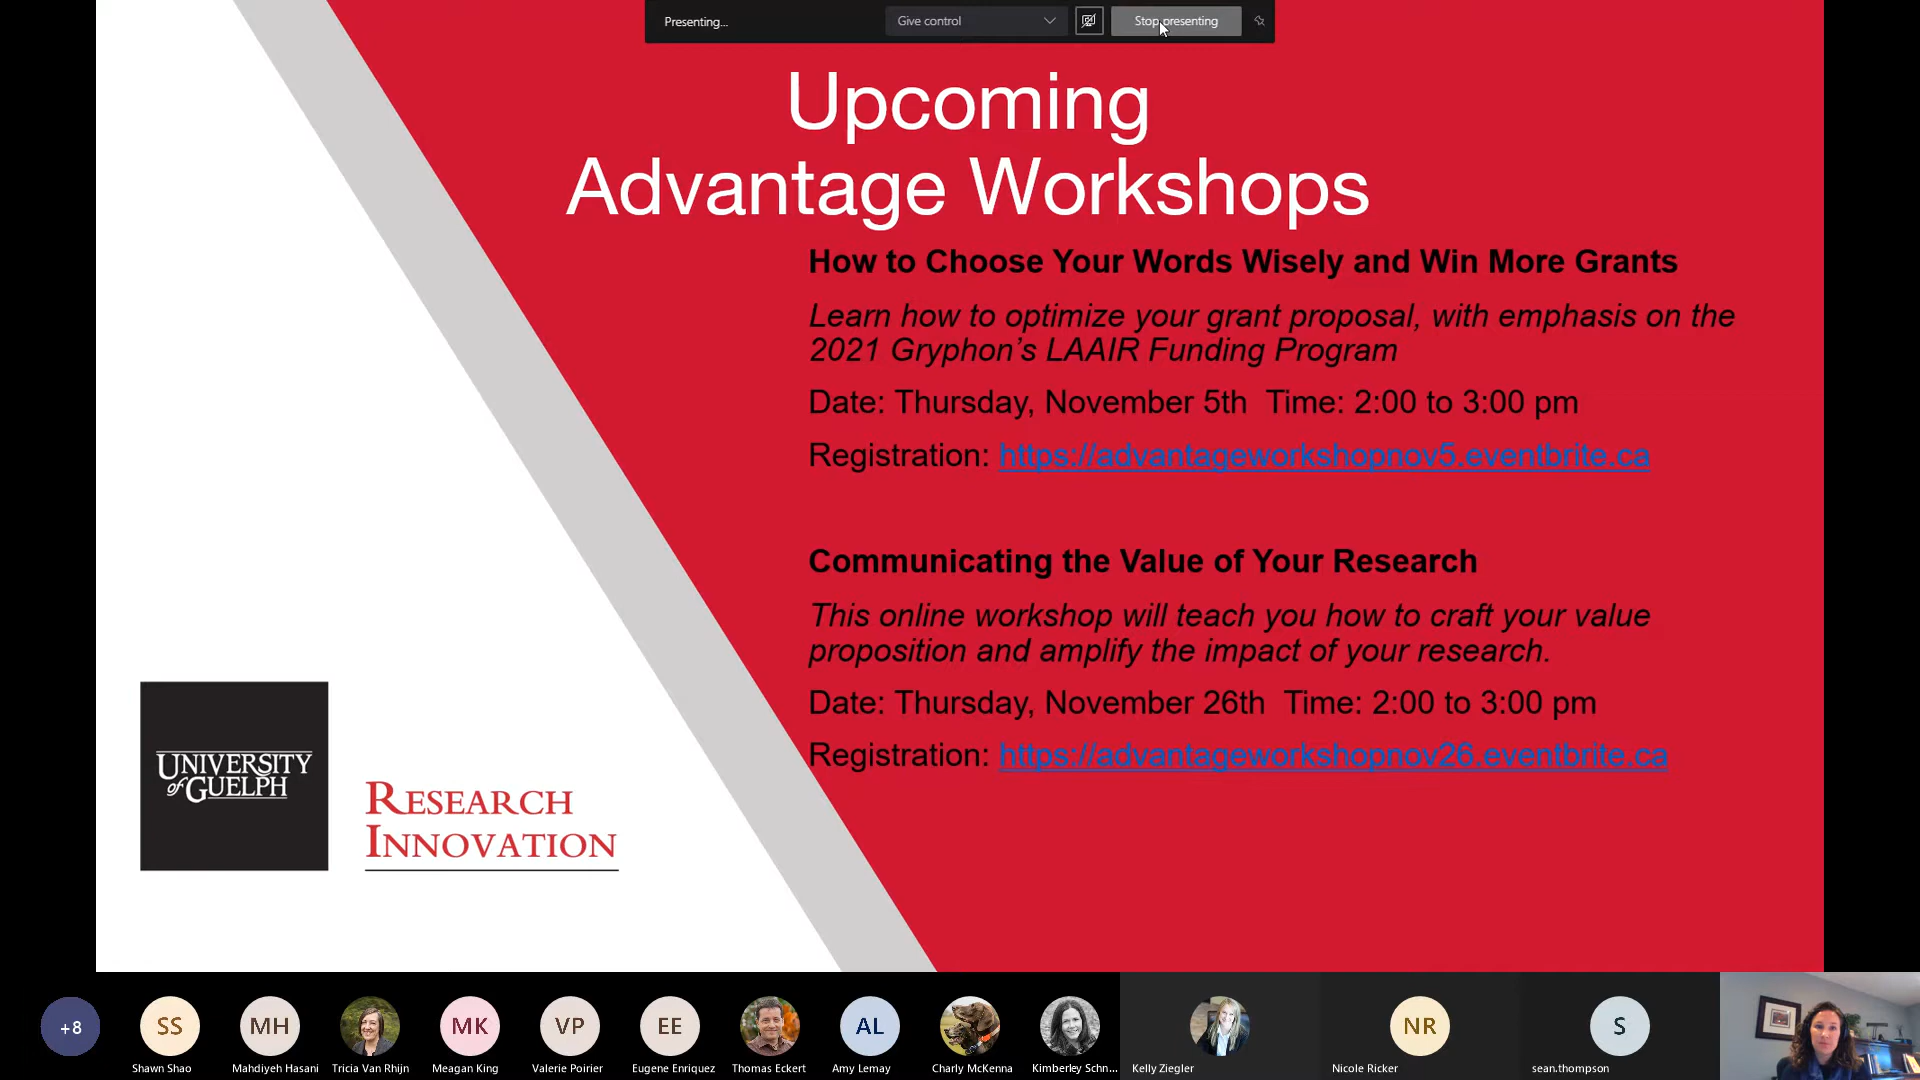 Presenting...
Give control
Stop presenting
Upcoming
Advantage Workshops
How to Choose Your Words Wisely and Win More Grants
Learn how to optimize your grant proposal, with emphasis on the
2021 Gryphon's LAAIR Funding Program
Date: Thursday, November 5th  Time: 2:00 to 3:00 pm
Registration: https://advantageworkshopnov5.eventbrite.ca
Communicating the Value of Your Research
This online workshop will teach you how to craft your value
proposition and amplify the impact of your research.
Date: Thursday, November 26th  Time: 2:00 to 3:00 pm
Registration: https://advantageworkshopnov26.eventbrite.ca
UNIVERSITY
of GUELPH
RESEARCH
INNOVATION
+8
SS
MH
MK
VP
EE
AL
NR
S
Shawn Shao
Mahdiyeh Hasani
Tricia Van Rhijn
Meagan King
Valerie Poirier
Eugene Enriquez
Thomas Eckert
Amy Lemay
Charly McKenna
Kimberley Schn...
Kelly Ziegler
Nicole Ricker
sean.thompson